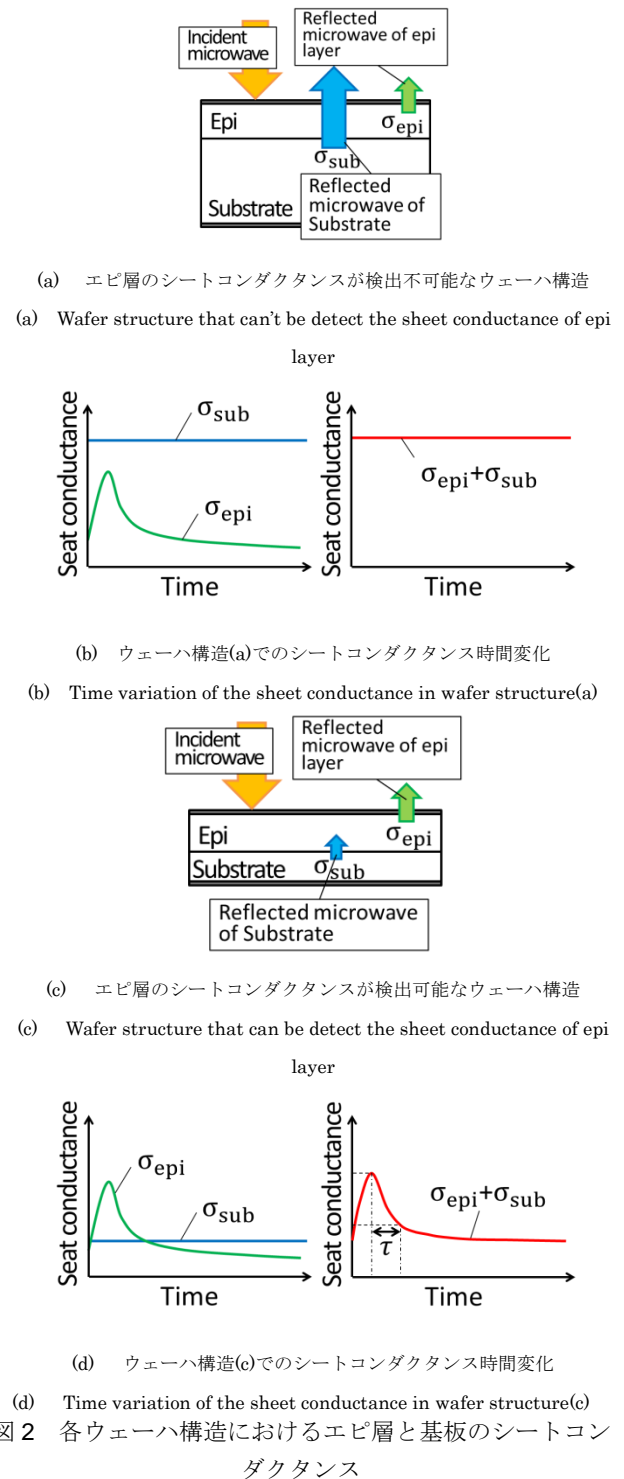 Incident
microwave
Reflected
microwave of epi
layer
Epi
σepi
σsub
Substrate
Reflected
microwave of
Substrate
(a) エピ層のシートコンダクタンスが検出不可能なウェーハ構造
(a) Wafer structure that can't be detect the sheet conductance of epi
layer
Seat conductance
σsub
σepi
Time
Seat conductance
σepi+σsub
Time
(b) ウェーハ構造(a)でのシートコンダクタンス時間変化
(b) Time variation of the sheet conductance in wafer structure(a)
Incident
microwave
Reflected
microwave of epi
layer
Epi
σepi
Substrate
σsub
Reflected microwave
of Substrate
(c) エピ層のシートコンダクタンスが検出可能なウェーハ構造
(c) Wafer structure that can be detect the sheet conductance of epi
layer
Seat conductance
σepi
σsub
Time
Seat conductance
σepi+σsub
τ
Time
(d) ウェーハ構造(c)でのシートコンダクタンス時間変化
(d) Time variation of the sheet conductance in wafer structure(c)
図2 各ウェーハ構造におけるエピ層と基板のシートコン
ダクタンス